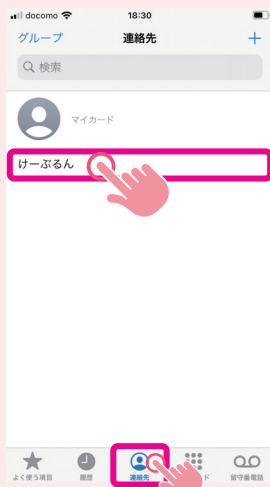 docomo
18:30
グループ
連絡先
+
検索
マイカード
けーぶるん
よく使う項目
履歴
連絡先
ド
留守番電話